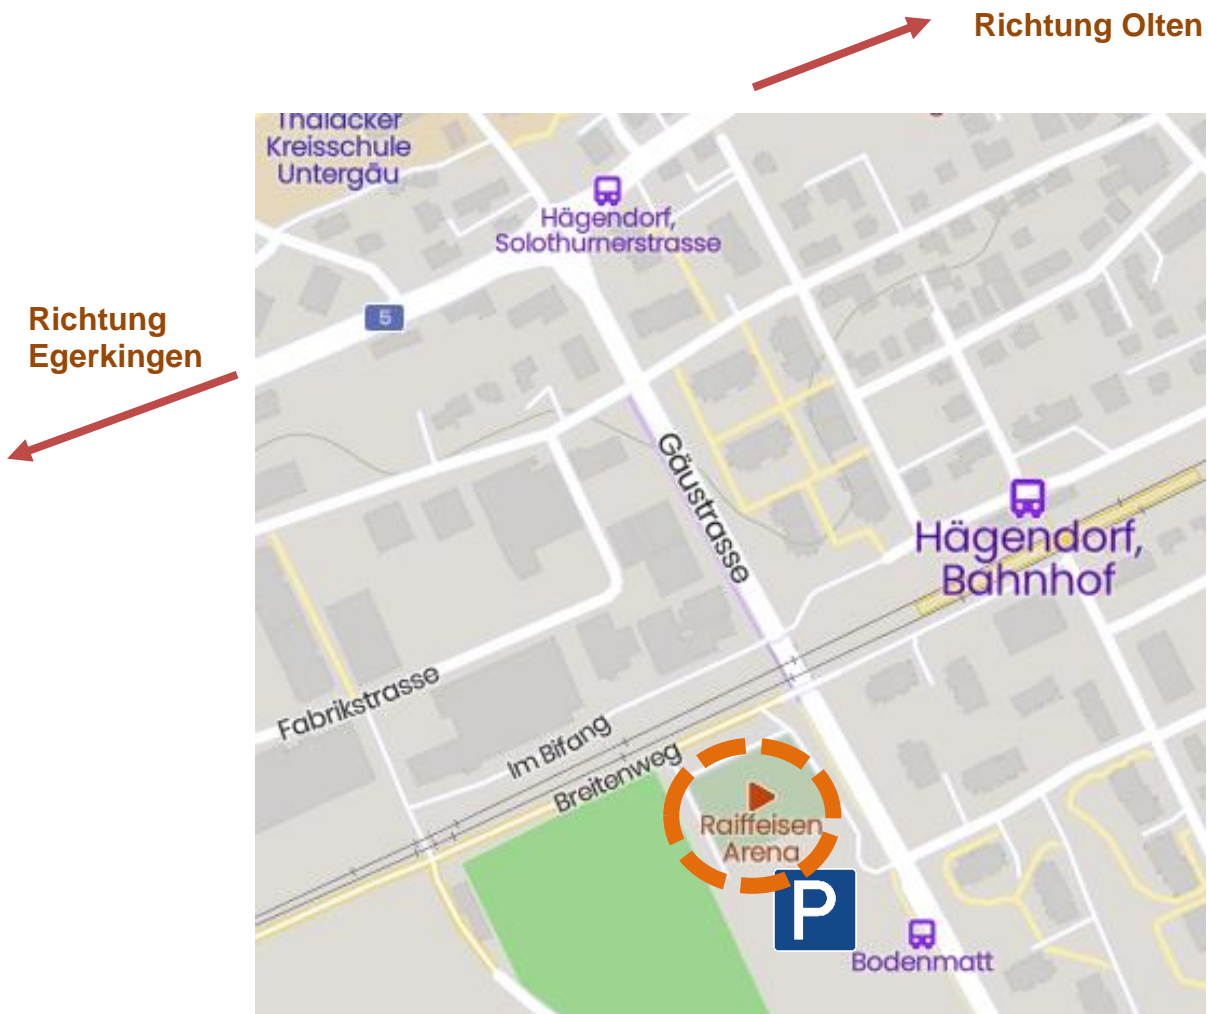 Richtung Olten
Thalacker
Kreisschule
Untergäu
Hägendorf,
Solothurnerstrasse
Richtung
Egerkingen
5
Gäustrasse
Hägendorf,
Bahnhof
Fabrikstrasse
Im Bifang
Breitenweg
Raiffeisen
Arena
P
Bodenmatt